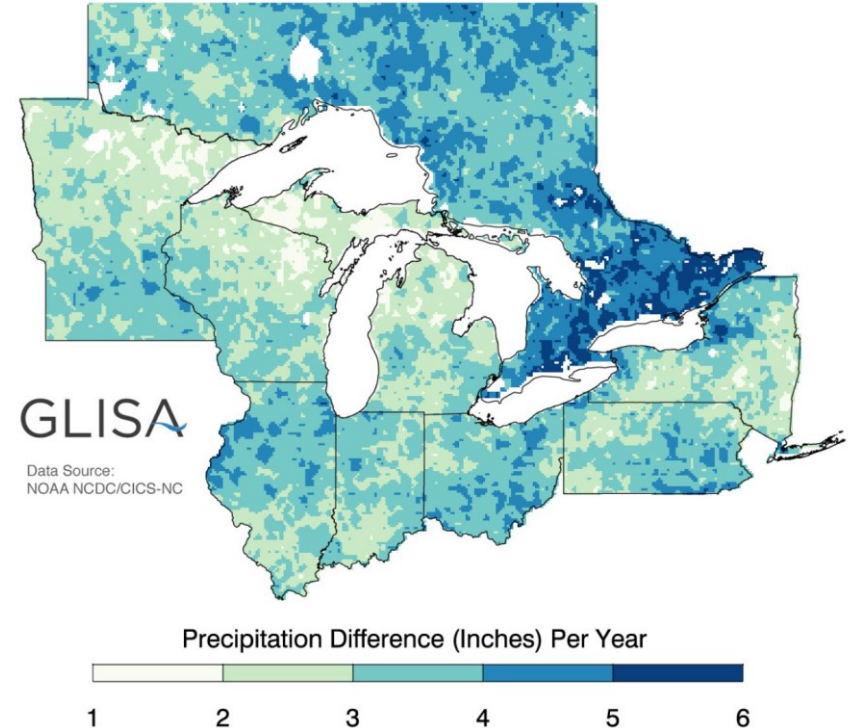 GLISA
Data Source:
NOAA NCDC/CICS-NC
Precipitation Difference (Inches) Per Year
1 2 3 4 5 6